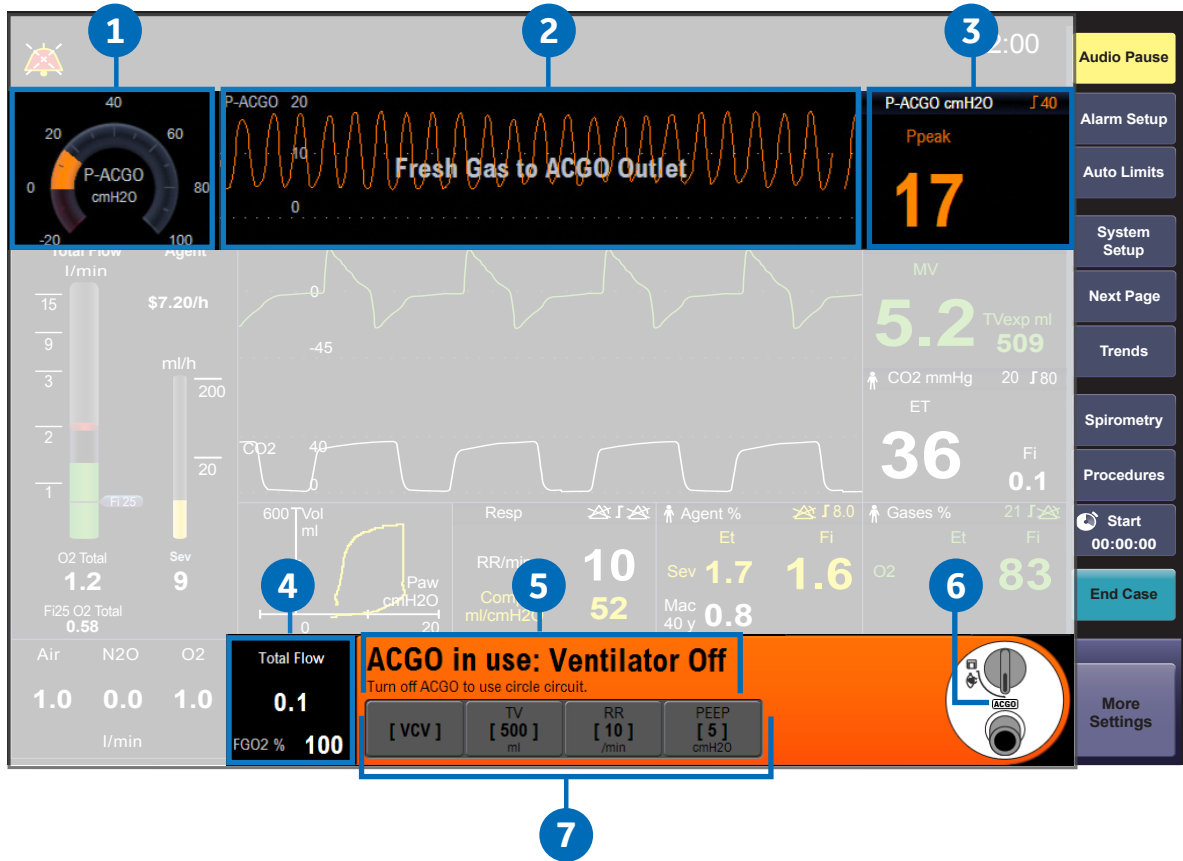 1
2
3
2:00
Audio Pause
Alarm Setup
Auto Limits
System
Setup
Next Page
Trends
Spirometry
Procedures
Start
00:00:00
End Case
More
Settings
40
20
60
0
80
-20
100
P-ACGO
cmH2O
P-ACGO 20
10
0
Fresh Gas to ACGO Outlet
P-ACGO cmH2O 40
Ppeak
17
Total Flow
l/min
Agent
15
$7.20/h
9
3
ml/h
200
2
20
1
Fi 25
O2 Total
1.2
Sev
9
Fi25 O2 Total
0.58
0
-45
MV
5.2
TVexp ml
509
CO2 mmHg 20 80
ET
36
Fi
0.1
CO2 40
0
600 Vol
ml
Paw
cmH2O
0 20
Resp
RR/min
10
Comp
ml/cmH2O
52
Agent % 8.0
Et Fi
Sev 1.7 1.6
Mac
40 y 0.8
Gases % 21
Et Fi
O2 83
4
5
6
Air N2O O2
1.0 0.0 1.0
l/min
Total Flow
0.1
FGO2 % 100
ACGO in use: Ventilator Off
Turn off ACGO to use circle circuit.
[ VCV ]
TV
[ 500 ]
ml
RR
[ 10 ]
/min
PEEP
[ 5 ]
cmH2O
ACGO
7